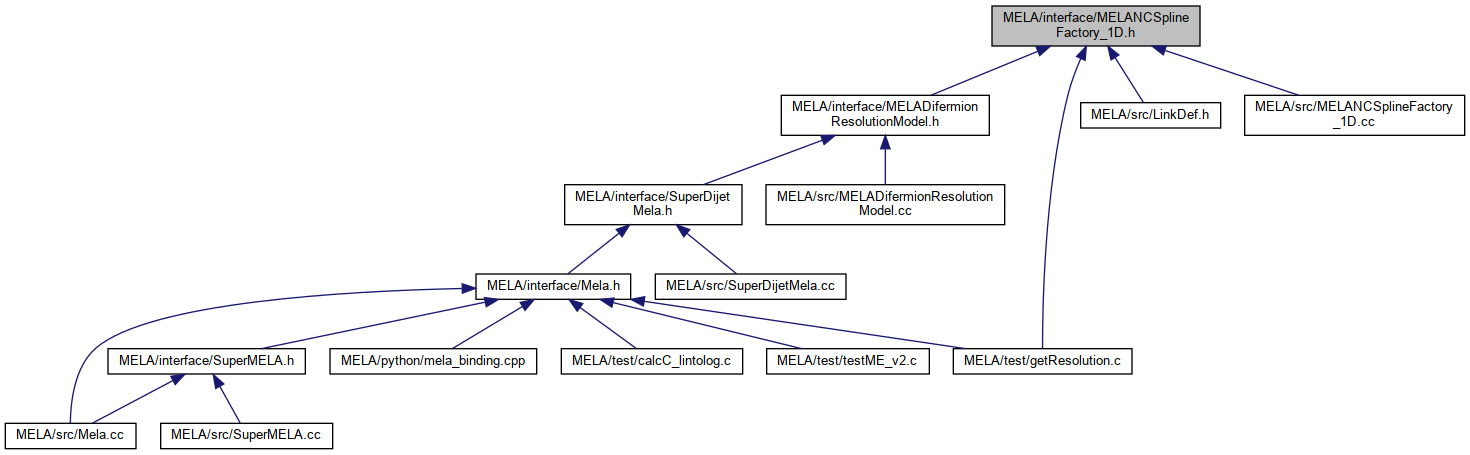 MELA/interface/MELANCSpline
Factory_1D.h
MELA/interface/MELADifermion
ResolutionModel.h
MELA/src/LinkDef.h
MELA/src/MELANCSplineFactory
_1D.cc
MELA/interface/SuperDijet
Mela.h
MELA/src/MELADifermionResolution
Model.cc
MELA/interface/Mela.h
MELA/src/SuperDijetMela.cc
MELA/interface/SuperMELA.h
MELA/python/mela_binding.cpp
MELA/test/calcC_lintolog.c
MELA/test/testME_v2.c
MELA/test/getResolution.c
MELA/src/Mela.cc
MELA/src/SuperMELA.cc